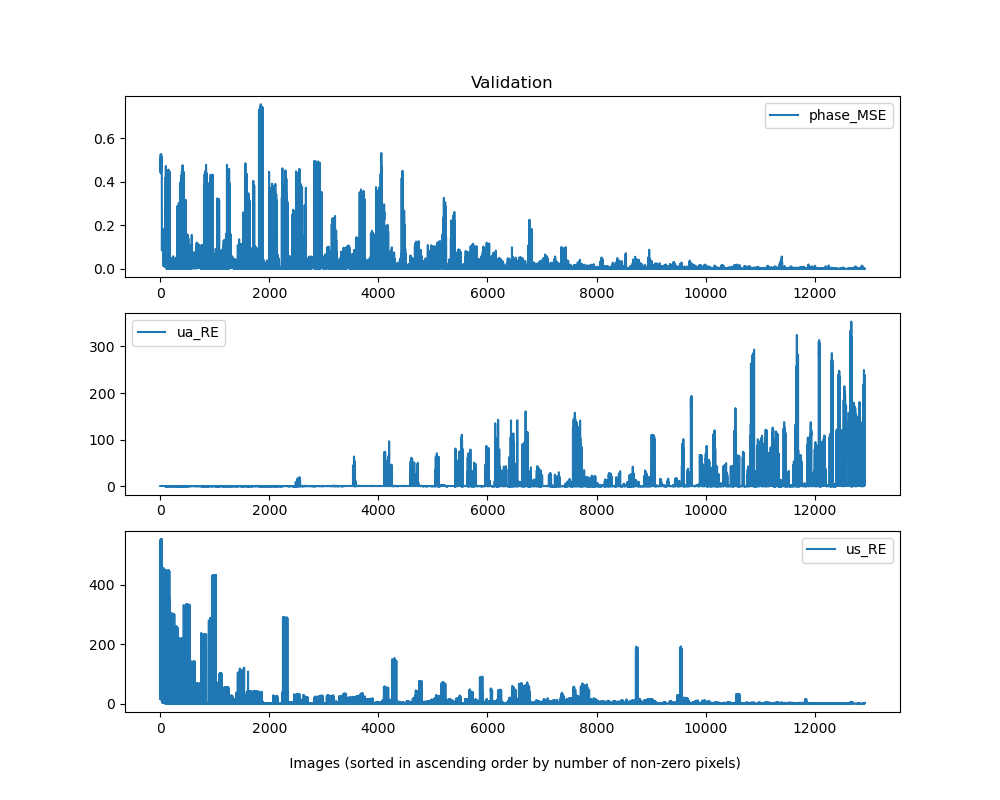 Validation
phase_MSE
0.6
0.4
0.2
0.0
0 2000 4000 6000 8000 10000 12000
ua_RE
300
200
100
0
0 2000 4000 6000 8000 10000 12000
us_RE
400
200
0
0 2000 4000 6000 8000 10000 12000
Images (sorted in ascending order by number of non-zero pixels)